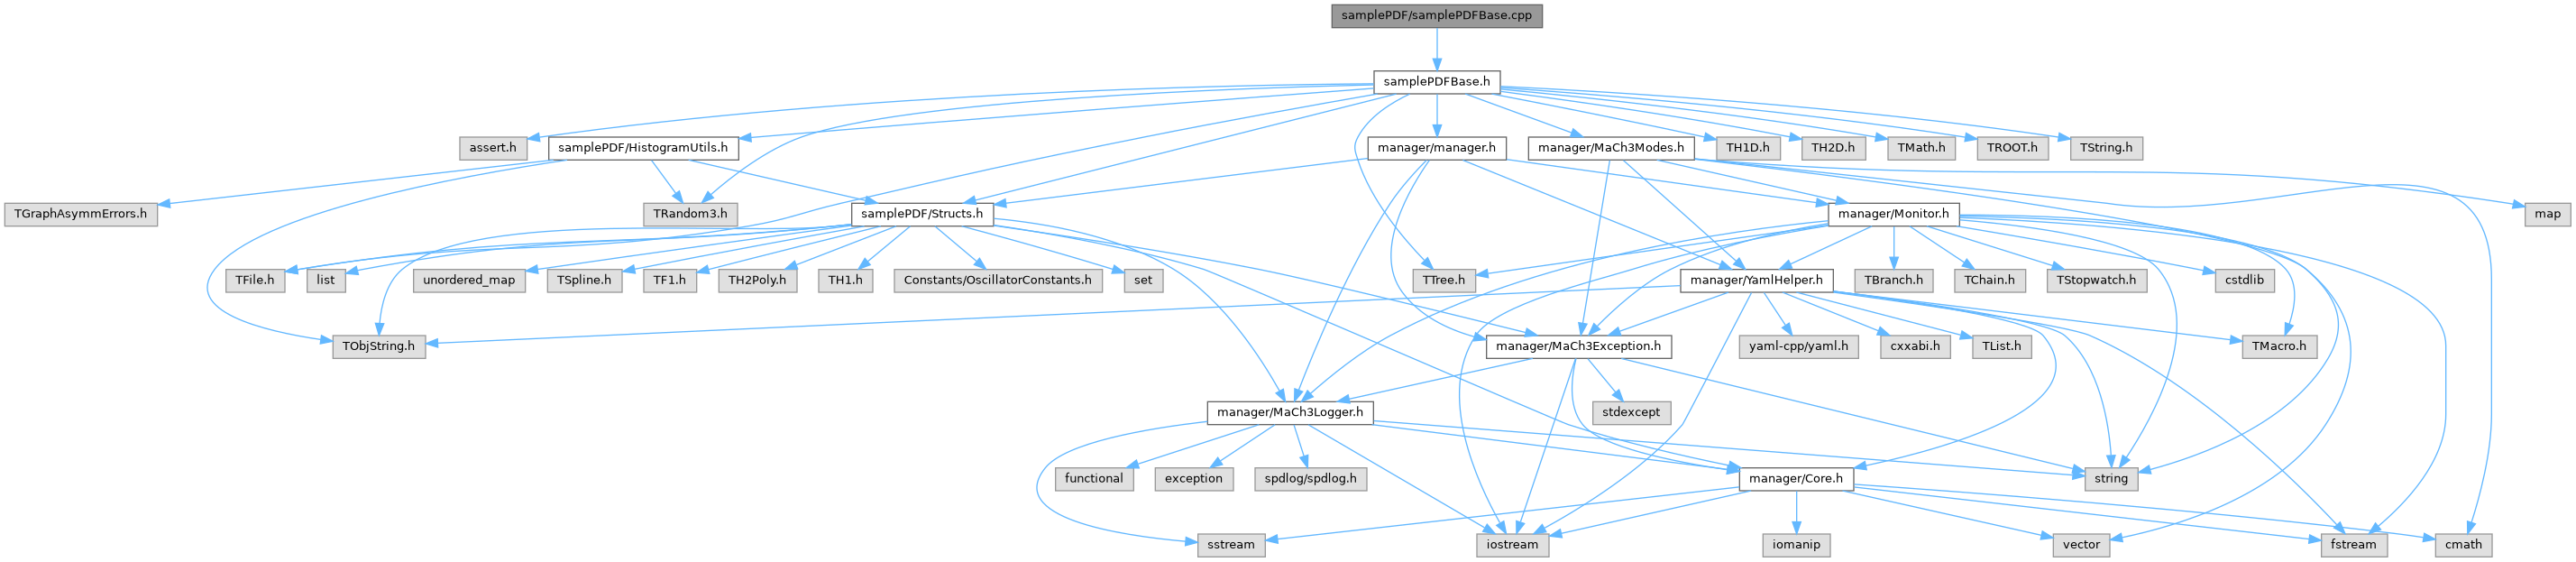 samplePDF/samplePDFBase.cpp
samplePDFBase.h
assert.h
samplePDF/HistogramUtils.h
manager/manager.h
manager/MaCh3Modes.h
TH1D.h
TH2D.h
TMath.h
TROOT.h
TString.h
TGraphAsymmErrors.h
TRandom3.h
samplePDF/Structs.h
manager/Monitor.h
map
TFile.h
list
unordered_map
TSpline.h
TF1.h
TH2Poly.h
TH1.h
Constants/OscillatorConstants.h
set
TTree.h
manager/YamlHelper.h
TBranch.h
TChain.h
TStopwatch.h
cstdlib
TObjString.h
manager/MaCh3Exception.h
yaml-cpp/yaml.h
cxxabi.h
TList.h
TMacro.h
manager/MaCh3Logger.h
stdexcept
functional
exception
spdlog/spdlog.h
manager/Core.h
string
sstream
iostream
iomanip
vector
fstream
cmath